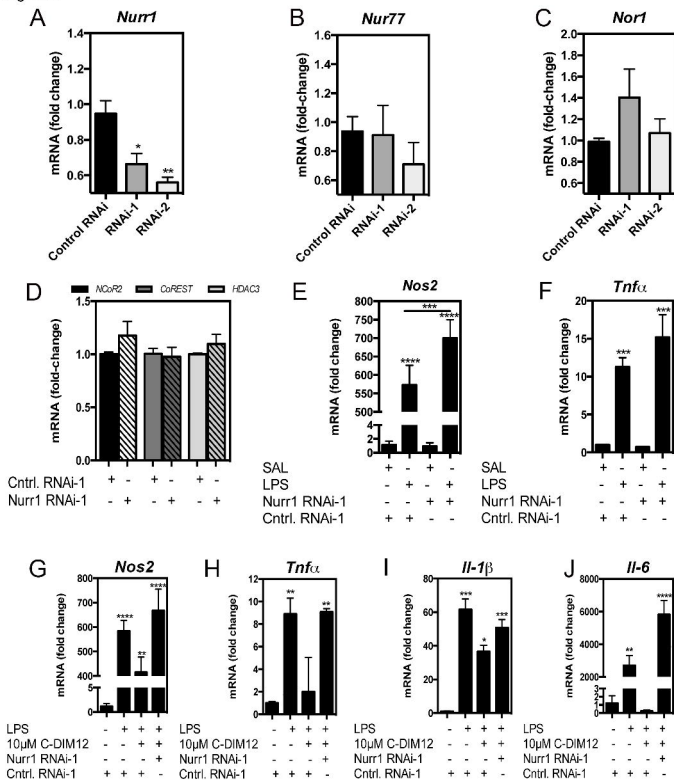 A
Nurr1
mRNA (fold-change)
1.4
1.2
1.0
0.8
0.6
*
**
Control RNAi
RNAi-1
RNAi-2
B
Nur77
mRNA (fold-change)
1.6
1.4
1.2
1.0
0.8
0.6
Control RNAi
RNAi-1
RNAi-2
C
Nor1
mRNA (fold-change)
1.8
1.6
1.4
1.2
1.0
0.8
0.6
Control RNAi
RNAi-1
RNAi-2
D
NCoR2 CoREST HDAC3
mRNA (fold-change)
1.5
1.0
0.5
0.0
Cntrl. RNAi-1 + - + - + -
Nurr1 RNAi-1 - + - + - +
E
Nos2
mRNA (fold-change)
800
750
700
650
600
550
500
4
2
0
***
****
****
SAL + - + -
LPS - + - +
Nurr1 RNAi-1 - - + +
Cntrl. RNAi-1 + + - -
F
Tnfα
mRNA (fold-change)
20
15
10
5
0
***
***
SAL + - + -
LPS - + - +
Nurr1 RNAi-1 - - + +
Cntrl. RNAi-1 + + - -
G
Nos2
mRNA (fold change)
800
700
600
500
400
5
0
****
**
****
LPS - + + +
10µM C-DIM12 - - + +
Nurr1 RNAi-1 - - - +
Cntrl. RNAi-1 + + + -
H
Tnfα
mRNA (fold change)
12
10
8
6
4
2
0
**
**
LPS - + + +
10µM C-DIM12 - - + +
Nurr1 RNAi-1 - - - +
Cntrl. RNAi-1 + + + -
I
Il-1β
mRNA (fold change)
80
60
40
20
0
***
*
***
LPS - + + +
10µM C-DIM12 - - + +
Nurr1 RNAi-1 - - - +
Cntrl. RNAi-1 + + + -
J
Il-6
mRNA (fold change)
8000
6000
4000
2000
3
2
1
0
**
****
LPS - + + +
10µM C-DIM12 - - + +
Nurr1 RNAi-1 - - - +
Cntrl. RNAi-1 + + + -